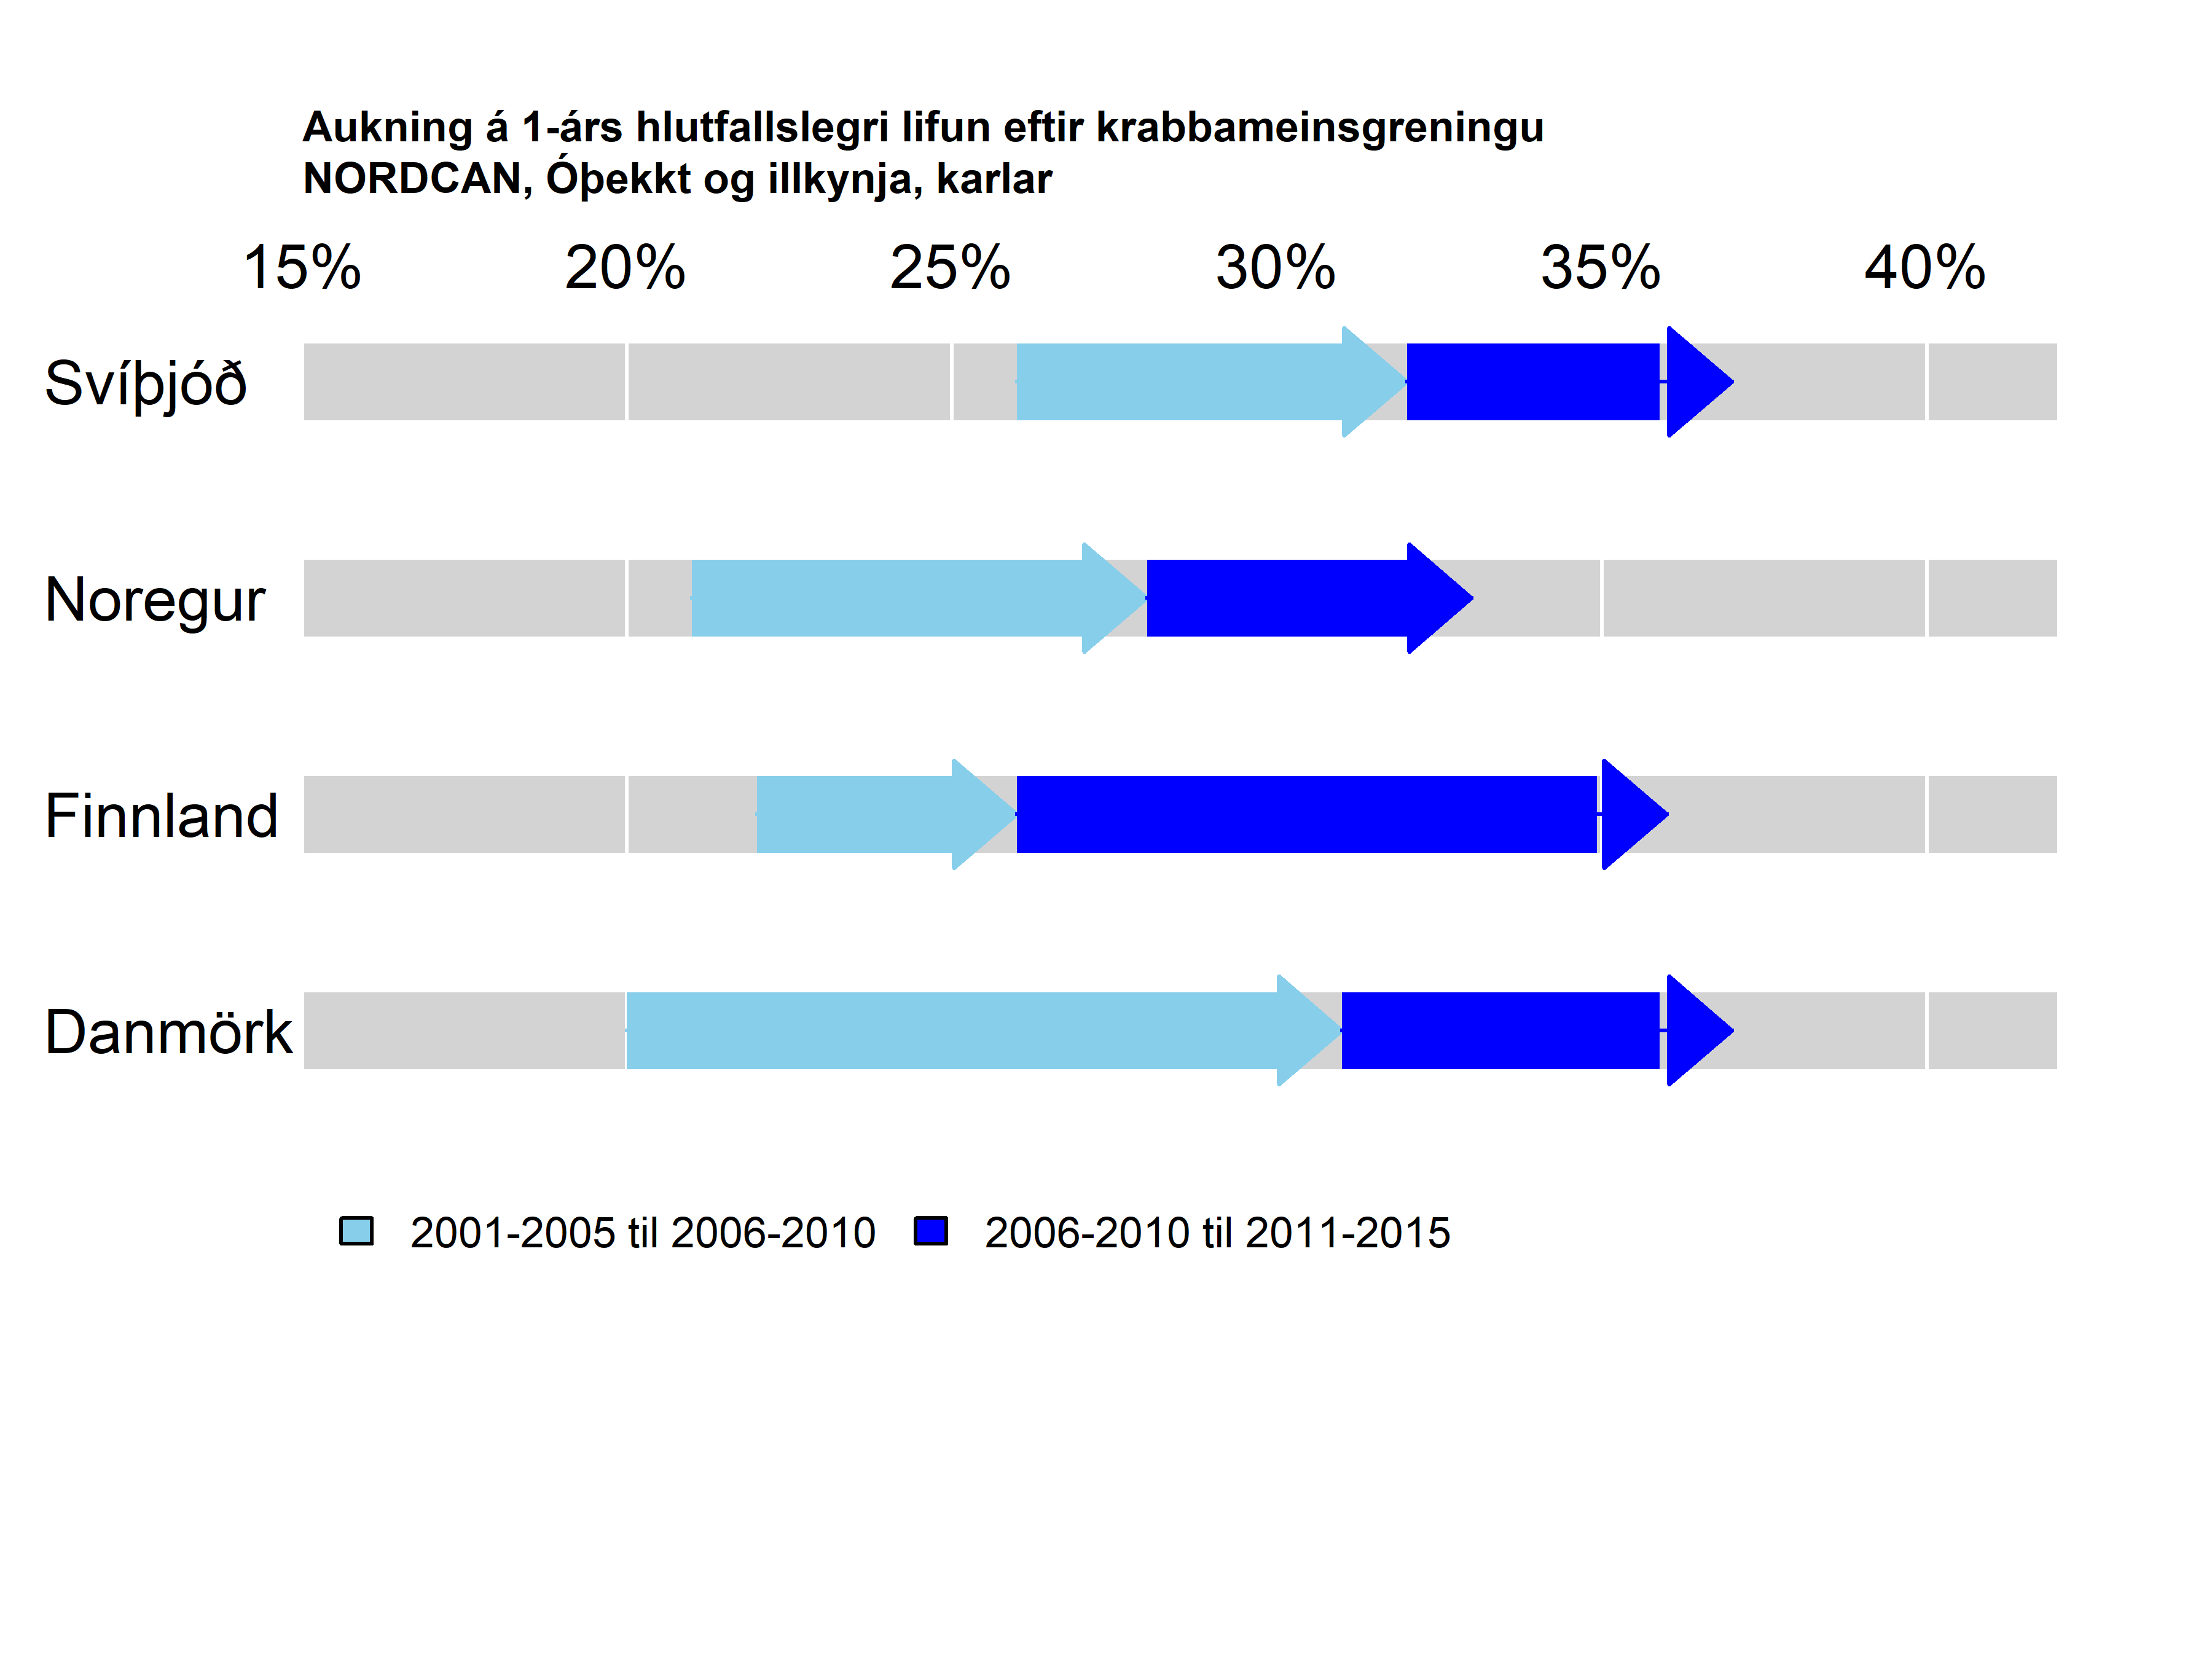 Aukning á 1-árs hlutfallslegri lifun eftir krabbameinsgreningu
NORDCAN, Óþekkt og illkynja, karlar
15% 20% 25% 30% 35% 40%
Svíþjóð
Noregur
Finnland
Danmörk
2001-2005 til 2006-2010 2006-2010 til 2011-2015